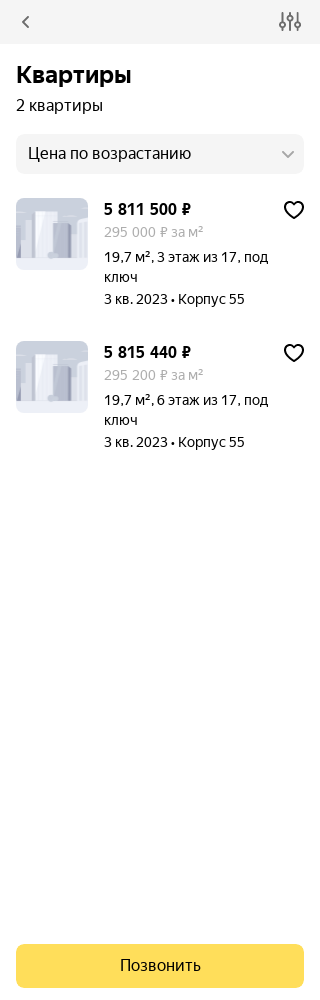 Квартиры
2 квартиры
Цена по возрастанию
5 811 500 ₽
295 000 ₽ за м²
19,7 м², 3 этаж из 17, под
ключ
3 кв. 2023 • Корпус 55
5 815 440 ₽
295 200 ₽ за м²
19,7 м², 6 этаж из 17, под
ключ
3 кв. 2023 • Корпус 55
Позвонить